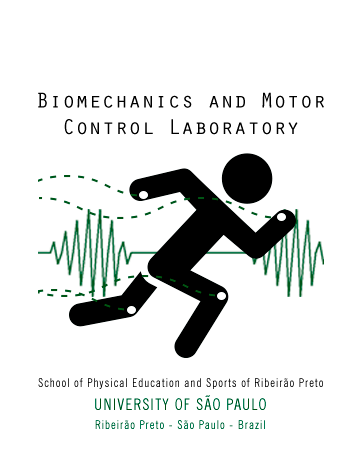 Biomechanics and Motor
Control Laboratory
School of Physical Education and Sports of Ribeirão Preto
UNIVERSITY OF SÃO PAULO
Ribeirão Preto - São Paulo - Brazil